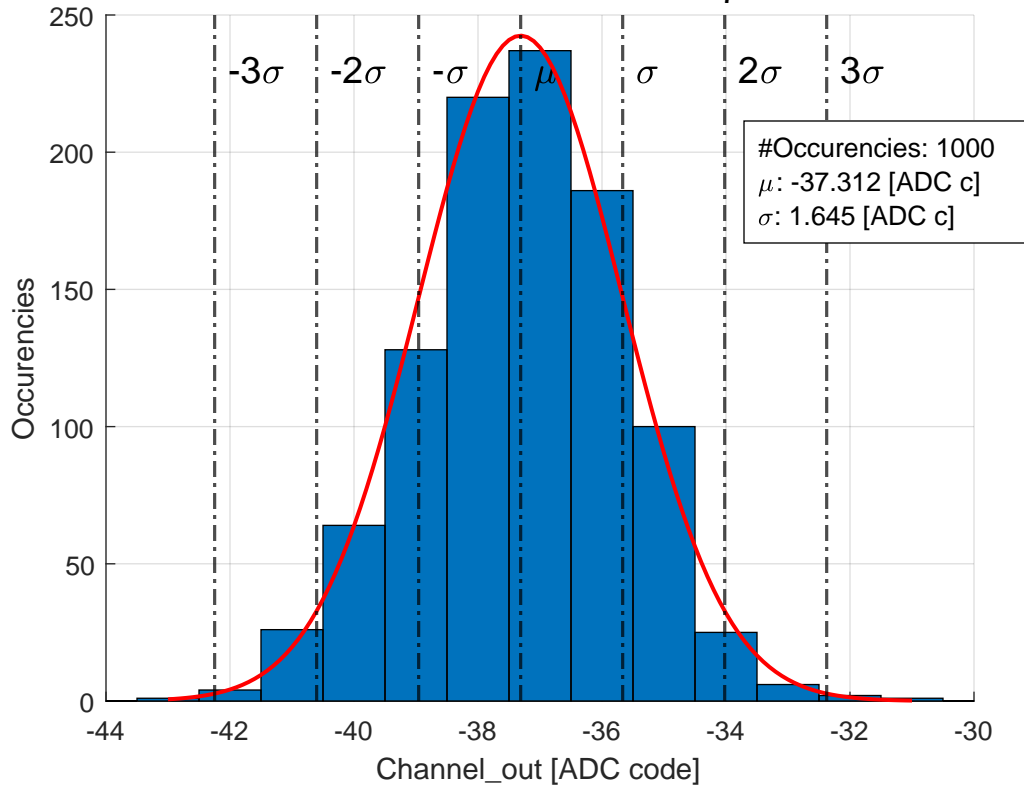 250
200
150
100
50
0
-3σ
-2σ
-σ
μ
σ
2σ
3σ
#Occurencies: 1000
μ: -37.312 [ADC c]
σ: 1.645 [ADC c]
Occurencies
-44
-42
-40
-38
-36
-34
-32
-30
Channel_out [ADC code]